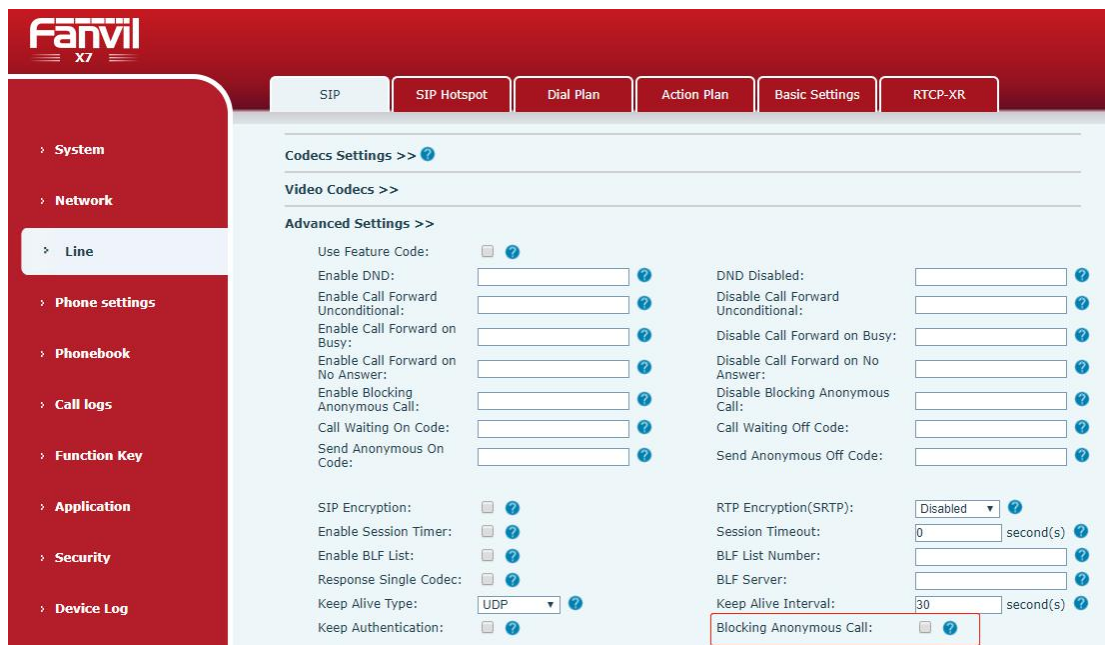 Fanvil
X7
SIP
SIP Hotspot
Dial Plan
Action Plan
Basic Settings
RTCP-XR
› System
› Network
› Line
› Phone settings
› Phonebook
› Call logs
› Function Key
› Application
› Security
› Device Log
Codecs Settings >> ?
Video Codecs >>
Advanced Settings >>
Use Feature Code: ?
Enable DND: ?
DND Disabled: ?
Enable Call Forward
Unconditional: ?
Disable Call Forward
Unconditional: ?
Enable Call Forward on
Busy: ?
Disable Call Forward on Busy: ?
Enable Call Forward on
No Answer: ?
Disable Call Forward on No
Answer: ?
Enable Blocking
Anonymous Call: ?
Disable Blocking Anonymous
Call: ?
Call Waiting On Code: ?
Call Waiting Off Code: ?
Send Anonymous On
Code: ?
Send Anonymous Off Code: ?
SIP Encryption: ?
RTP Encryption(SRTP): Disabled ?
Enable Session Timer: ?
Session Timeout: 0 second(s) ?
Enable BLF List: ?
BLF List Number: ?
Response Single Codec: ?
BLF Server: ?
Keep Alive Type: UDP ?
Keep Alive Interval: 30 second(s) ?
Keep Authentication: ?
Blocking Anonymous Call: ?